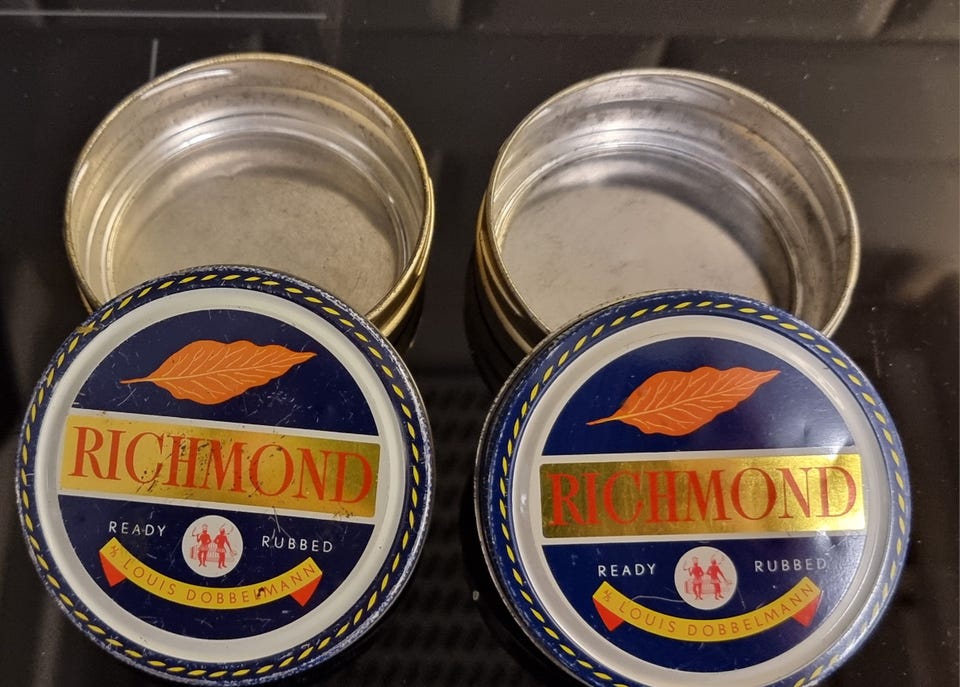 RICHMOND
READY RUBBED
A/S LOUIS DOBBELMANN
RICHMOND
READY RUBBED
A/S LOUIS DOBBELMANN